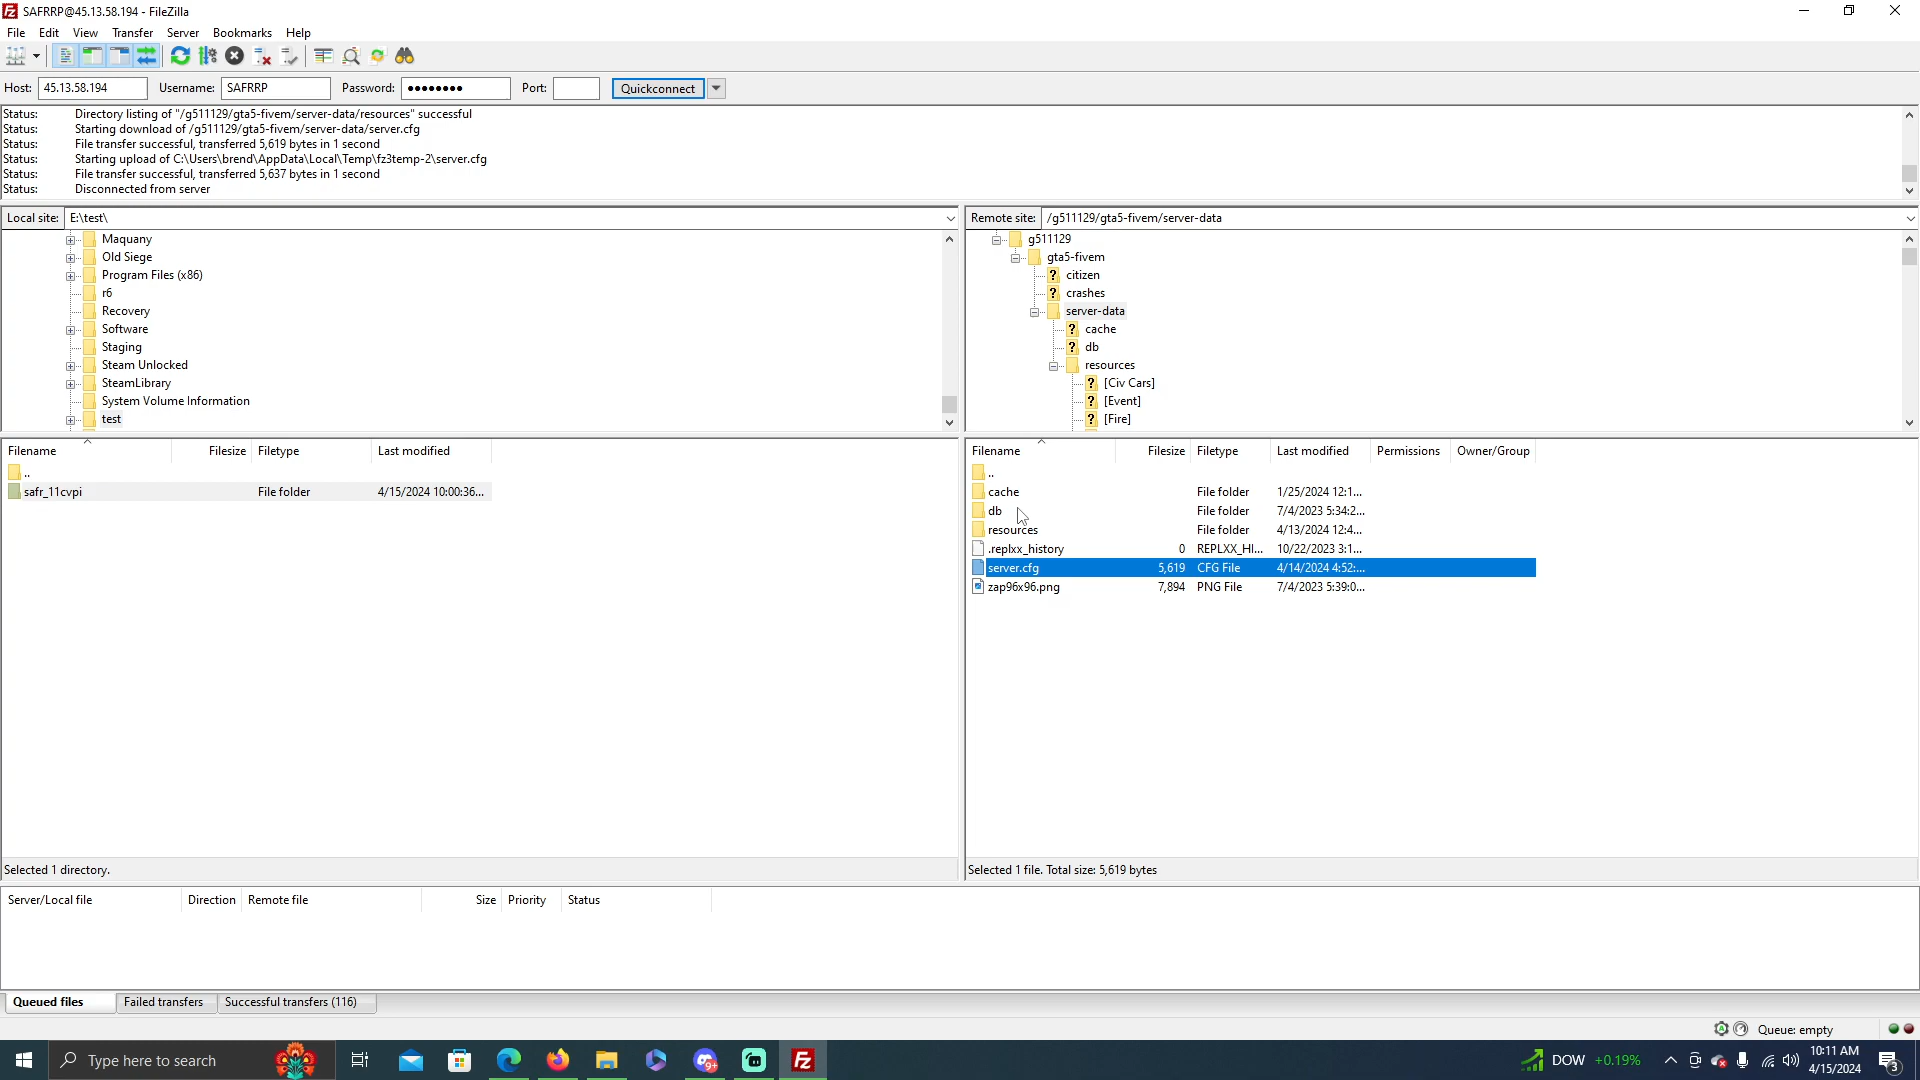 SAFRRP@45.13.58.194 - FileZilla
File Edit View Transfer Server Bookmarks Help
Host: 45.13.58.194 Username: SAFRRP Password: ●●●●●●●● Port: Quickconnect
Status: Directory listing of "/g511129/gta5-fivem/server-data/resources" successful
Status: Starting download of /g511129/gta5-fivem/server-data/server.cfg
Status: File transfer successful, transferred 5,619 bytes in 1 second
Status: Starting upload of C:\Users\brend\AppData\Local\Temp\fz3temp-2\server.cfg
Status: File transfer successful, transferred 5,637 bytes in 1 second
Status: Disconnected from server
Local site: E:\test\
Maquany
Old Siege
Program Files (x86)
r6
Recovery
Software
Staging
Steam Unlocked
SteamLibrary
System Volume Information
test
Filename Filesize Filetype Last modified
..
safr_11cvpi File folder 4/15/2024 10:00:36...
Selected 1 directory.
Remote site: /g511129/gta5-fivem/server-data
g511129
gta5-fivem
? citizen
? crashes
server-data
? cache
? db
resources
? [Civ Cars]
? [Event]
? [Fire]
Filename Filesize Filetype Last modified Permissions Owner/Group
..
cache File folder 1/25/2024 12:1...
db File folder 7/4/2023 5:34:2...
resources File folder 4/13/2024 12:4...
.replxx_history 0 REPLXX_HI... 10/22/2023 3:1...
server.cfg 5,619 CFG File 4/14/2024 4:52:...
zap96x96.png 7,894 PNG File 7/4/2023 5:39:0...
Selected 1 file. Total size: 5,619 bytes
Server/Local file Direction Remote file Size Priority Status
Queued files Failed transfers Successful transfers (116)
Queue: empty
Type here to search
9+
DOW +0.19%
10:11 AM
4/15/2024
3